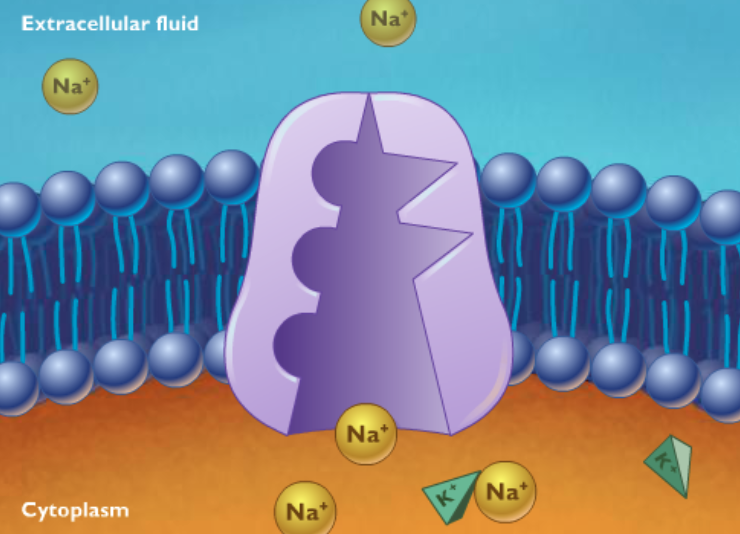 Extracellular fluid
Na⁺
Na⁺
Na⁺
K⁺
K⁺
Na⁺
Na⁺
Cytoplasm